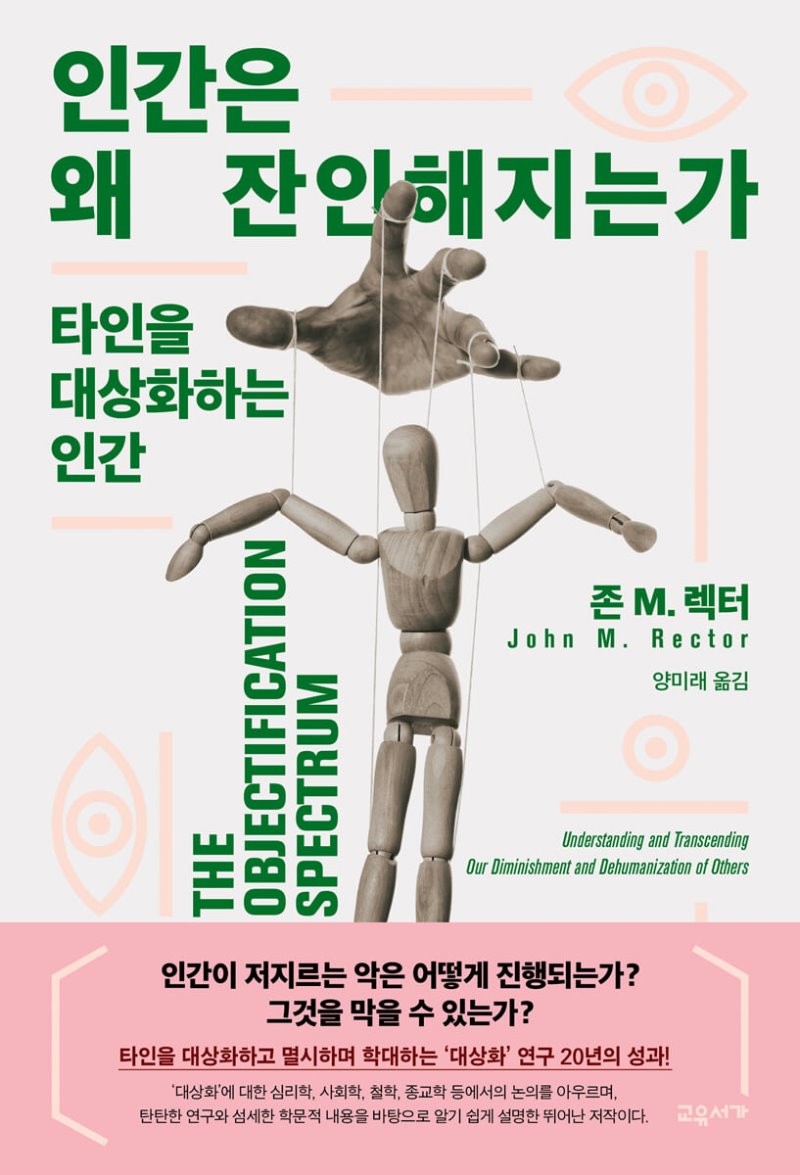 인간은
왜 잔인해지는가
타인을
대상화하는
인간
THE
OBJECTIFICATION
SPECTRUM
존 M. 렉터
John M. Rector
양미래 옮김
Understanding and Transcending
Our Diminishment and Dehumanization of Others
인간이 저지르는 악은 어떻게 진행되는가?
그것을 막을 수 있는가?
타인을 대상화하고 멸시하며 학대하는 ‘대상화’ 연구 20년의 성과!
‘대상화’에 대한 심리학, 사회학, 철학, 종교학 등에서의 논의를 아우르며,
탄탄한 연구와 섬세한 학문적 내용을 바탕으로 알기 쉽게 설명한 뛰어난 저작이다.
교유서가